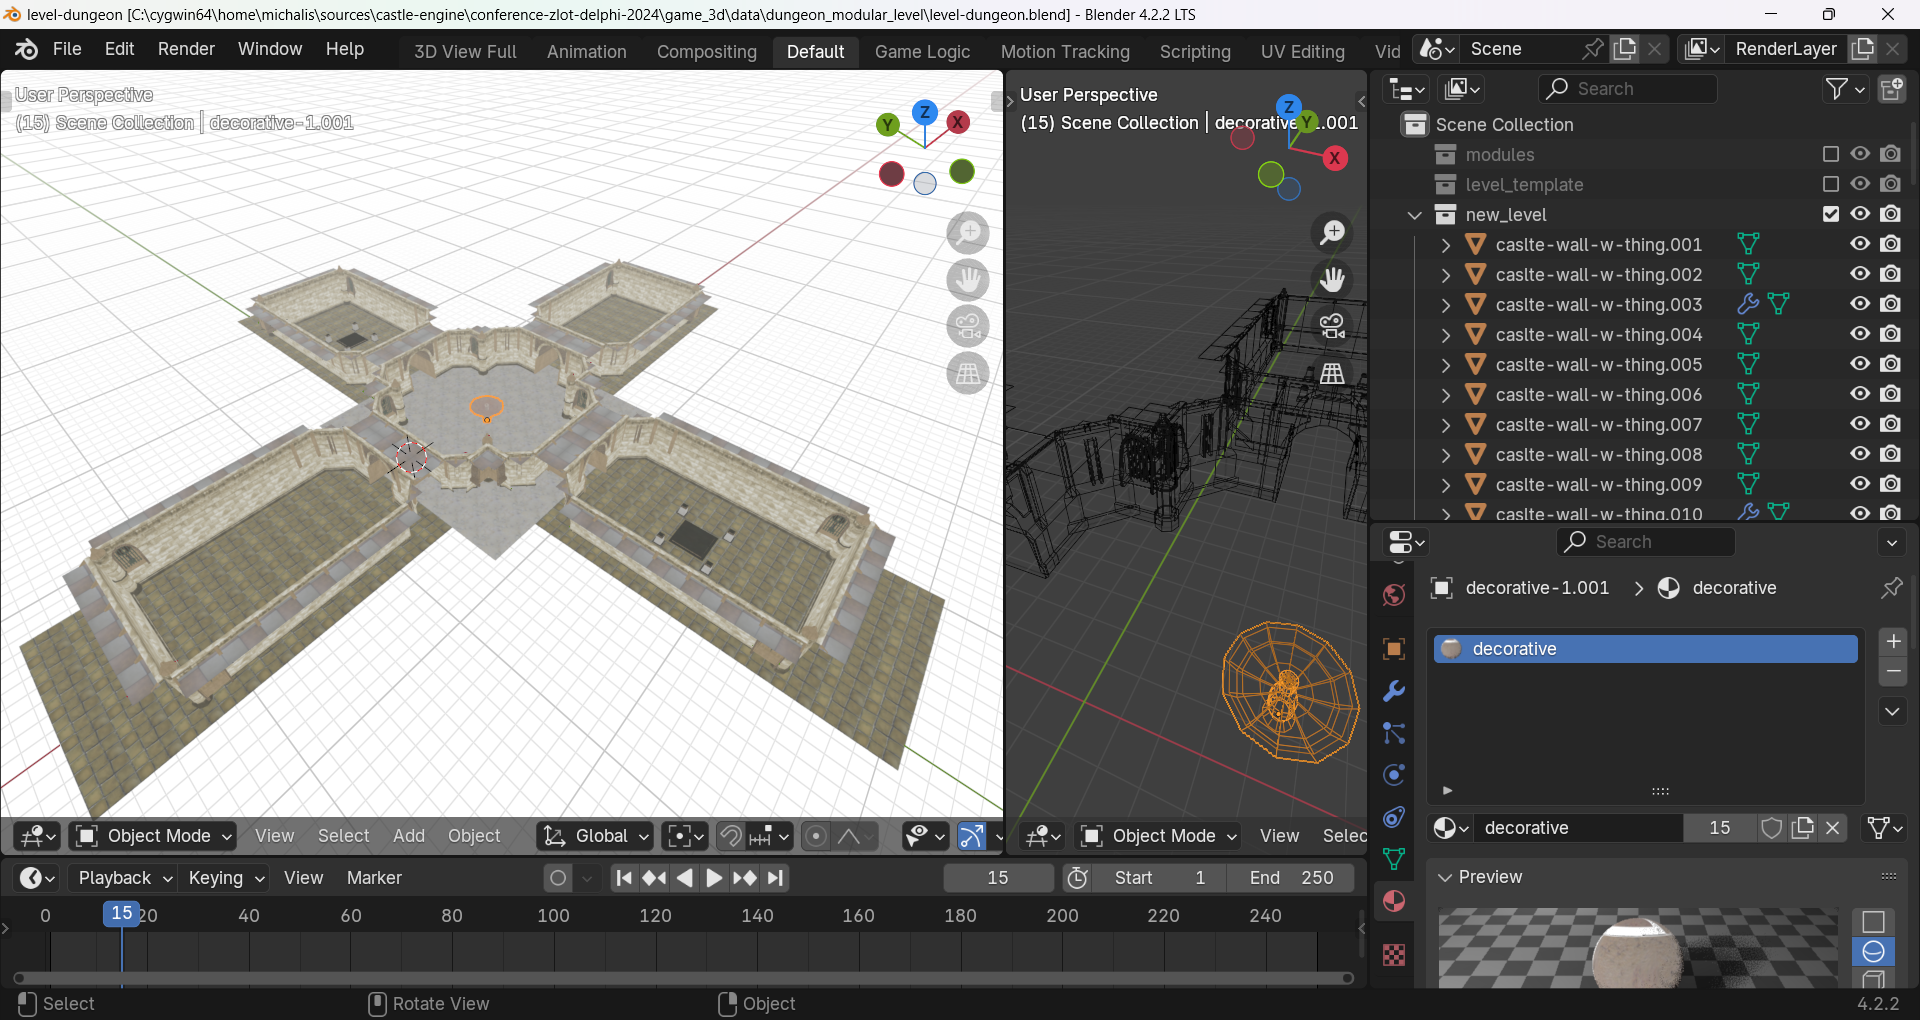 level-dungeon [C:\cygwin64\home\michalis\sources\castle-engine\conference-zlot-delphi-2024\game_3d\data\dungeon_modular_level\level-dungeon.blend] - Blender 4.2.2 LTS
File Edit Render Window Help 3D View Full Animation Compositing Default Game Logic Motion Tracking Scripting UV Editing Vid Scene RenderLayer
User Perspective
(15) Scene Collection | decorative-1.001
Z
Y
X
User Perspective
(15) Scene Collection | decorative-1.001
Z
Y
X
Search
Scene Collection
modules
level_template
new_level
caslte-wall-w-thing.001
caslte-wall-w-thing.002
caslte-wall-w-thing.003
caslte-wall-w-thing.004
caslte-wall-w-thing.005
caslte-wall-w-thing.006
caslte-wall-w-thing.007
caslte-wall-w-thing.008
caslte-wall-w-thing.009
caslte-wall-w-thing.010
Search
decorative-1.001 > decorative
decorative
decorative 15
Preview
Object Mode View Select Add Object Global
Object Mode View Selec
Playback Keying View Marker 15 Start 1 End 250
0 15 20 40 60 80 100 120 140 160 180 200 220 240
Select Rotate View Object 4.2.2